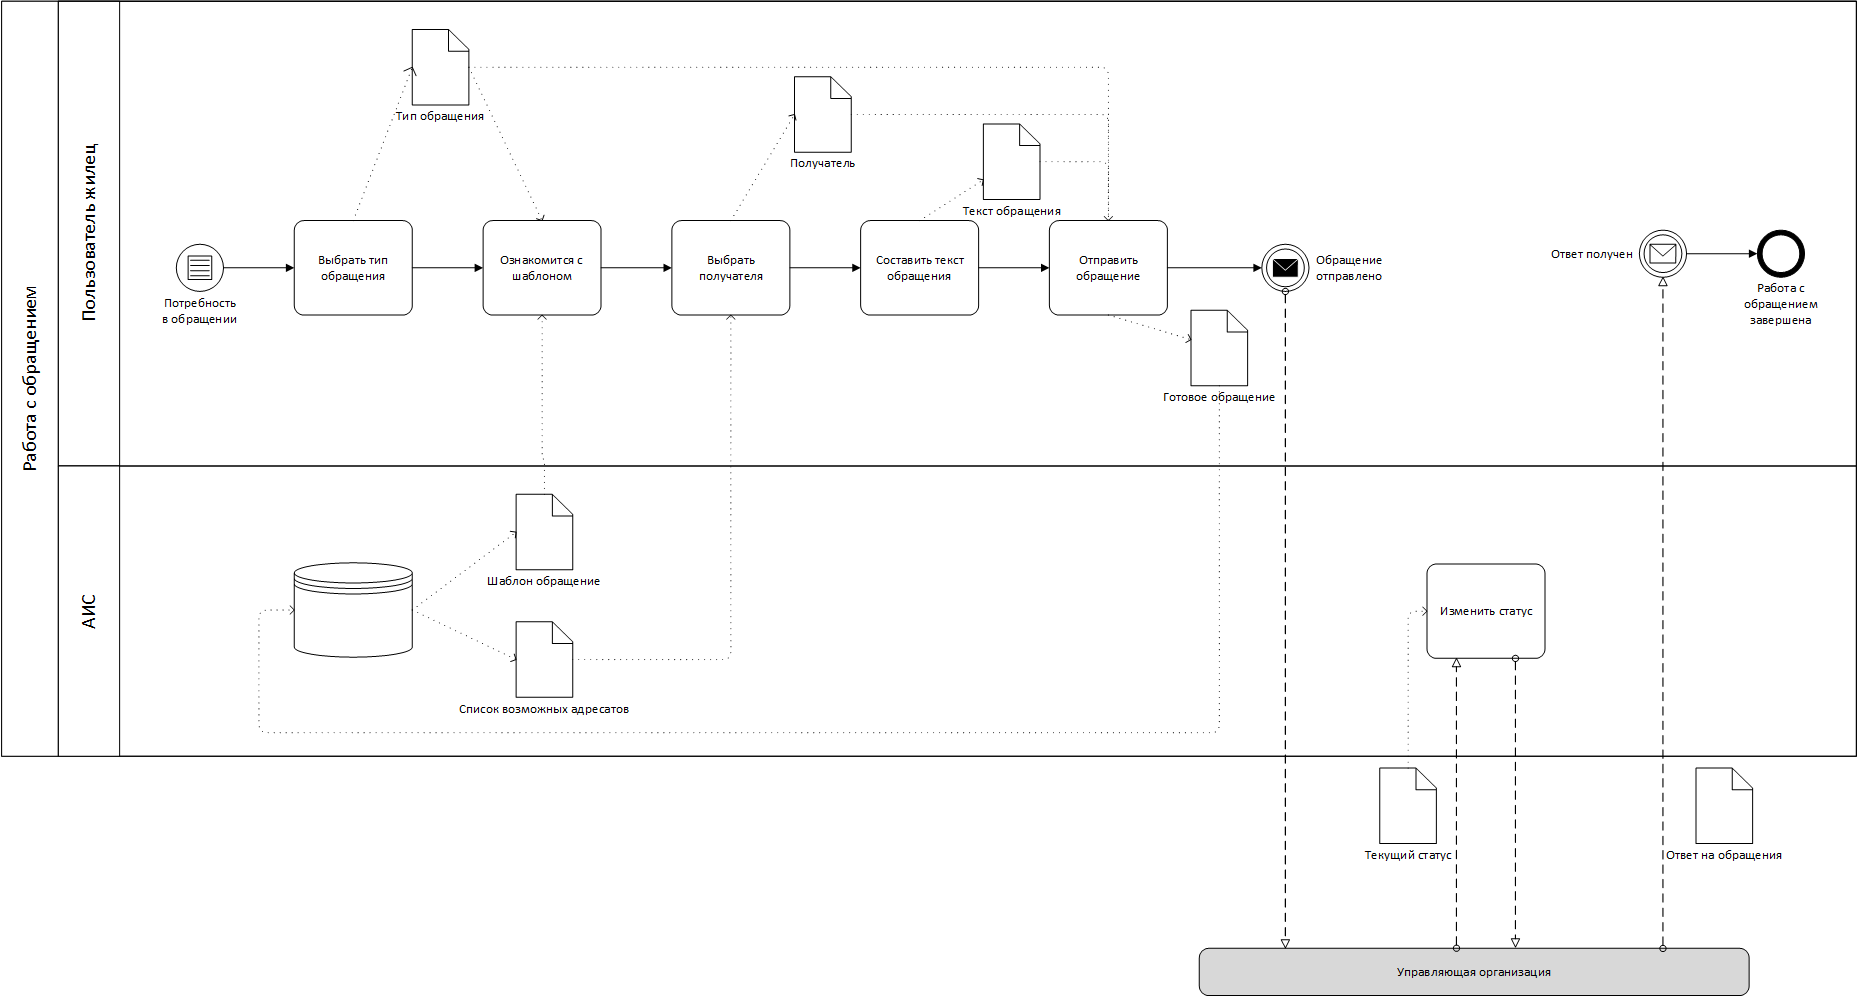 Работа с обращением
Пользователь жилец
Тип обращения
Получатель
Текст обращения
Потребность
в обращении
Выбрать тип
обращения
Ознакомится с
шаблоном
Выбрать
получателя
Составить текст
обращения
Отправить
обращение
Обращение
отправлено
Ответ получен
Работа с
обращением
завершена
Готовое обращение
АИС
Шаблон обращение
Список возможных адресатов
Изменить статус
Текущий статус
Ответ на обращения
Управляющая организация